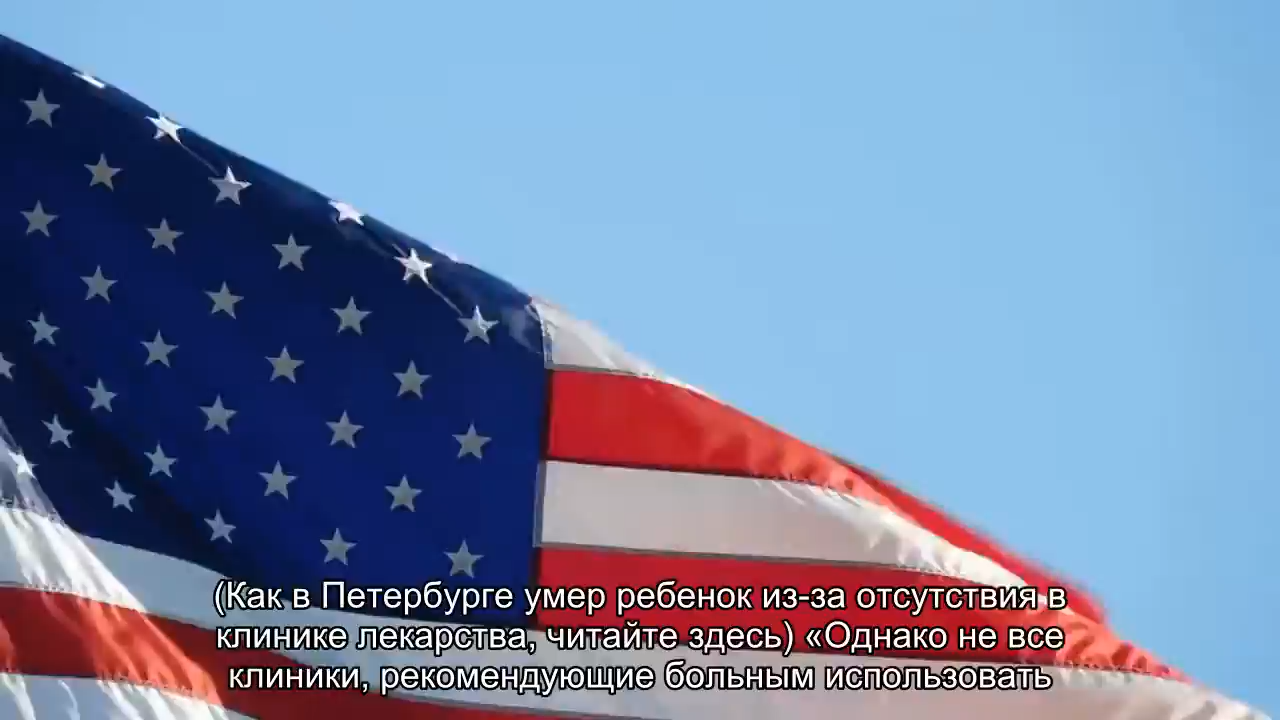 (Как в Петербурге умер ребенок из-за отсутствия в
клинике лекарства, читайте здесь) «Однако не все
клиники, рекомендующие больным использовать